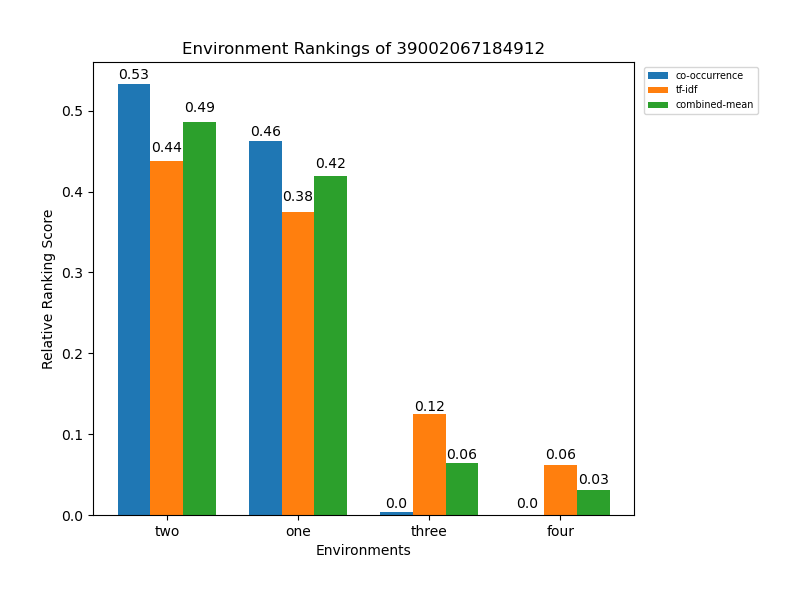 Environment Rankings of 39002067184912
co-occurrence
tf-idf
combined-mean
Relative Ranking Score
0.5
0.4
0.3
0.2
0.1
0.0
0.53
0.44
0.49
0.46
0.38
0.42
0.0
0.12
0.06
0.0
0.06
0.03
two
one
three
four
Environments